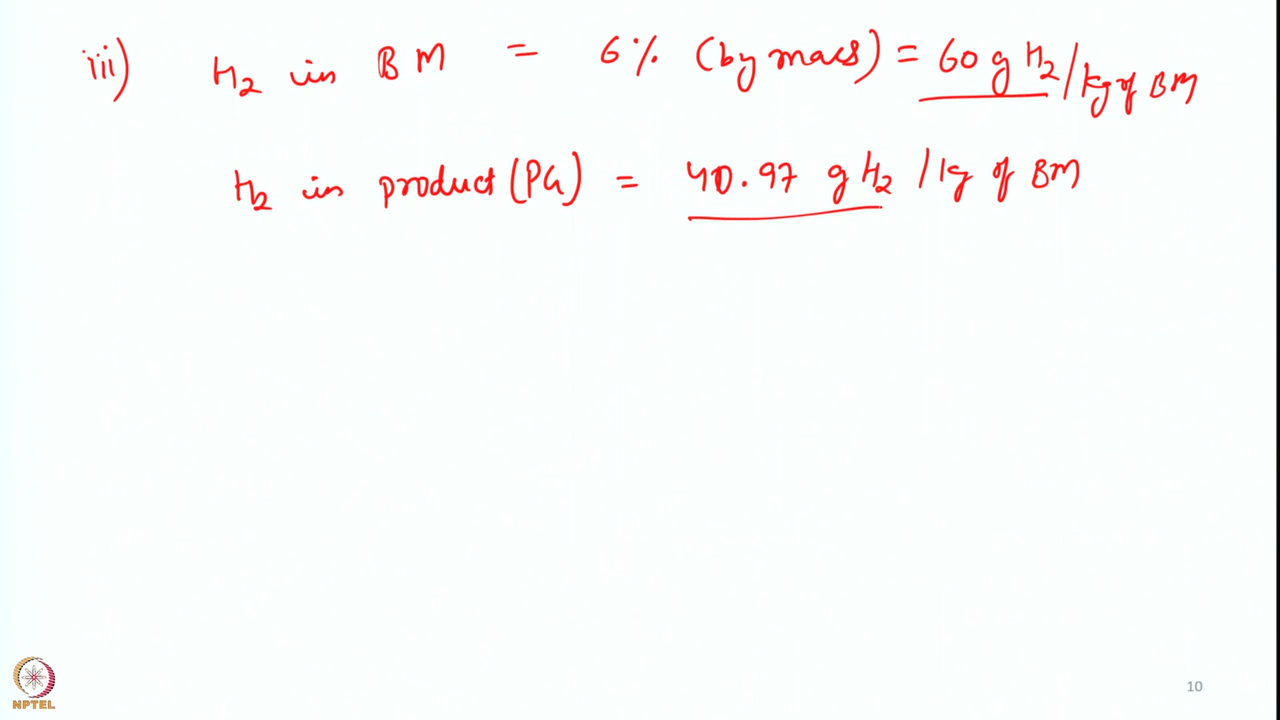 iii) H₂ in BM = 6% (by mass) = 60 g H₂/kg of BM
H₂ in product (PG) = 40.97 g H₂ /kg of BM
NPTEL
10